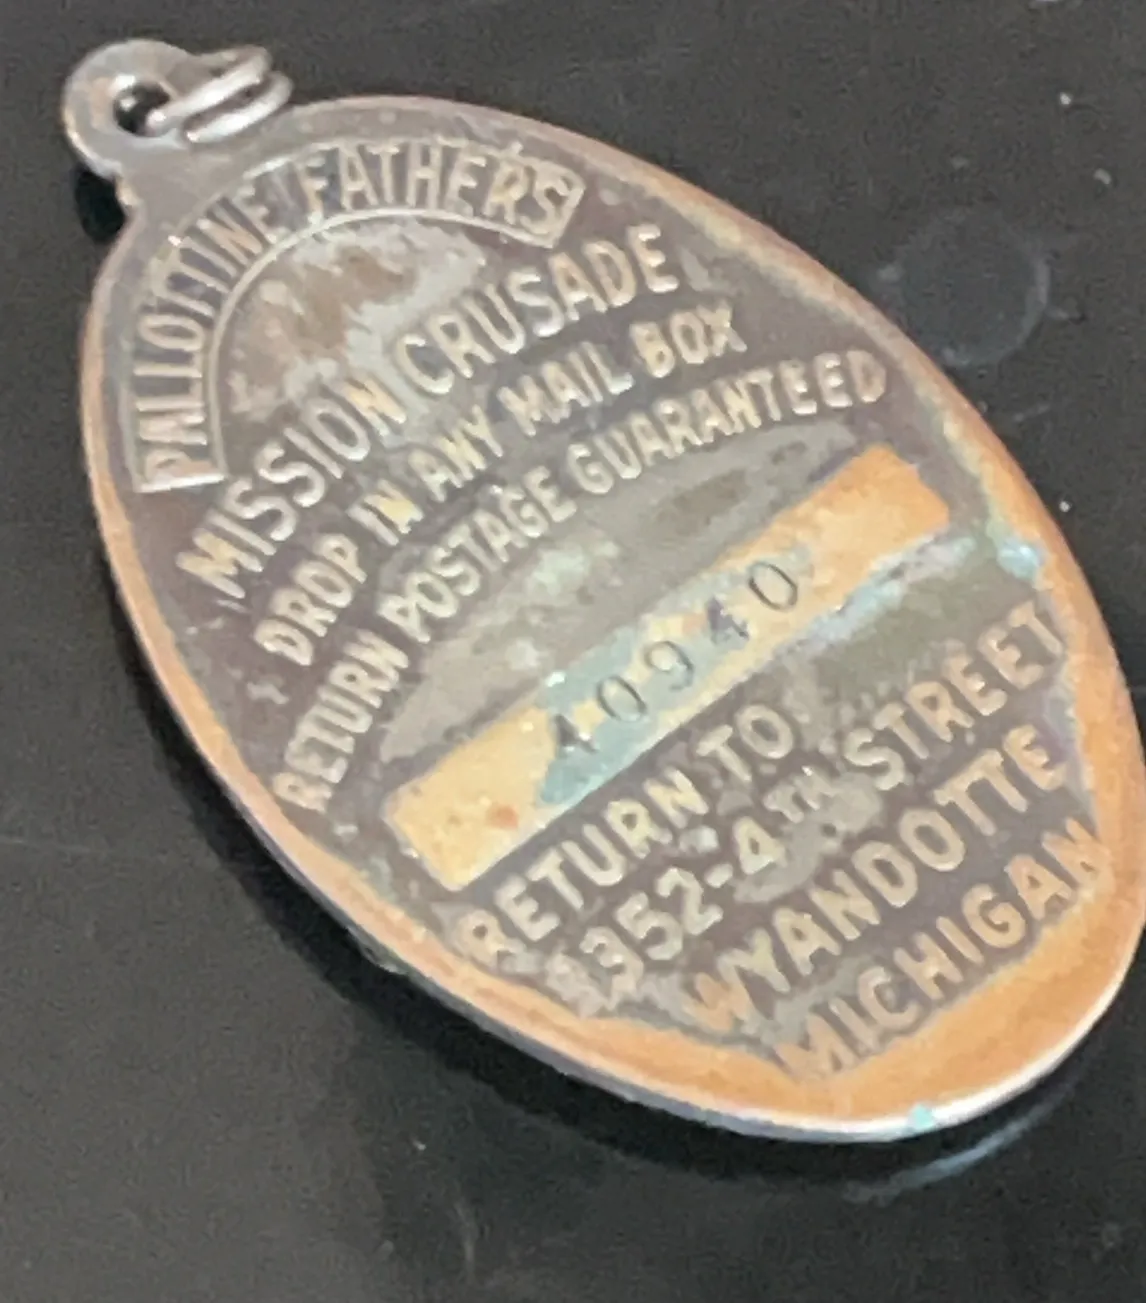 PALLOTTINE FATHERS
MISSION CRUSADE
DROP IN ANY MAIL BOX
RETURN POSTAGE GUARANTEED
40940
RETURN TO
3352-4TH STREET
WYANDOTTE
MICHIGAN